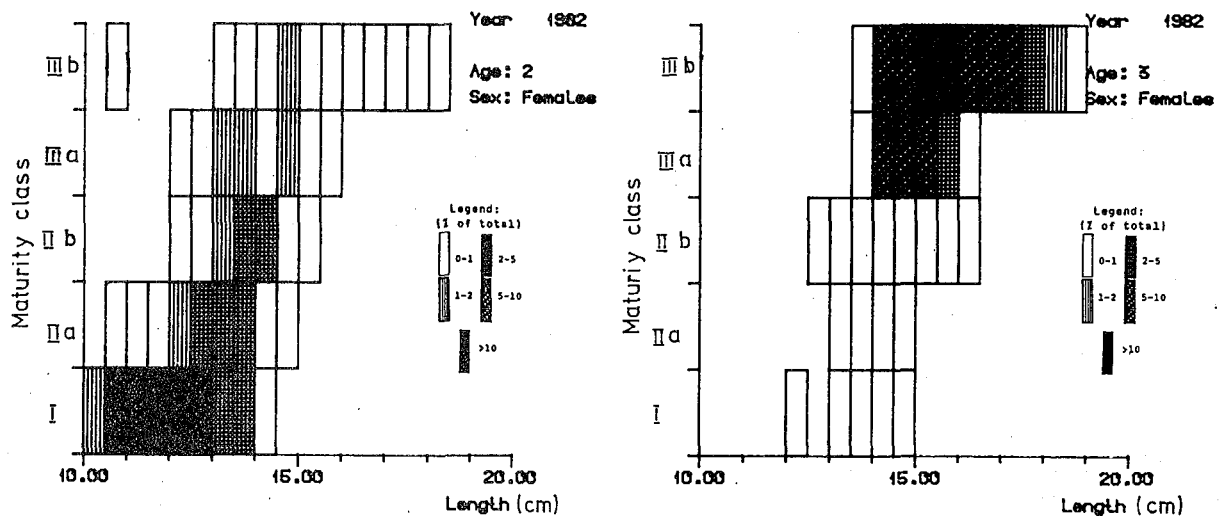 Year 1982
Age: 2
Sex: Females
Maturity class
III b
III a
II b
II a
I
Legend:
(% of total)
0-1
2-5
1-2
5-10
>10
10.00
15.00
20.00
Length (cm)
Year 1982
Age: 3
Sex: Females
Maturiy class
III b
III a
II b
II a
I
Legend:
(% of total)
0-1
2-5
1-2
5-10
>10
10.00
15.00
20.00
Length (cm)